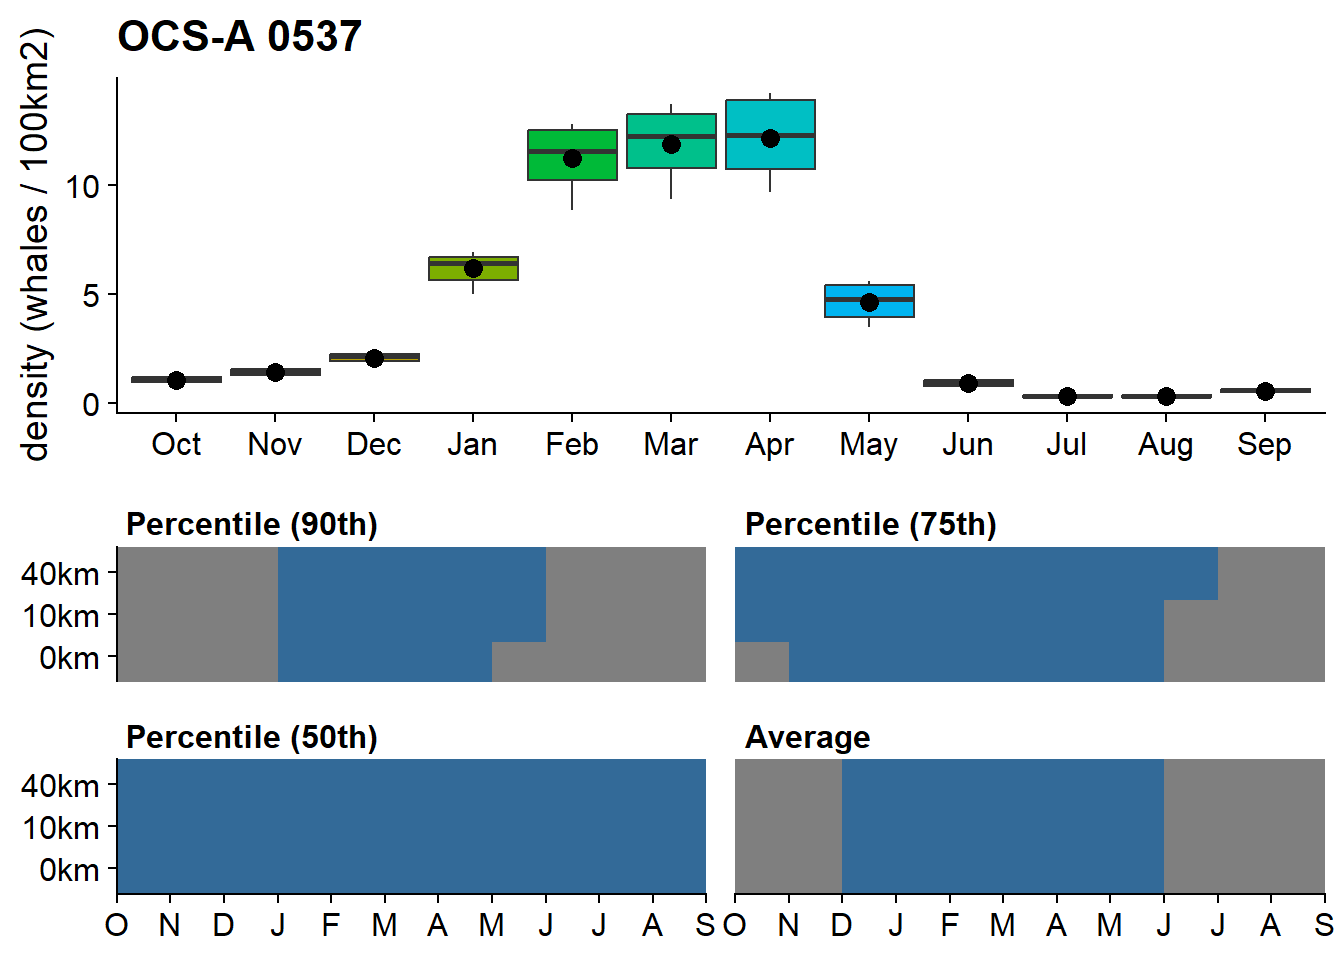 OCS-A 0537
density (whales / 100km2)
10
5
0
Oct Nov Dec Jan Feb Mar Apr May Jun Jul Aug Sep
Percentile (90th) Percentile (75th)
40km
10km
0km
Percentile (50th) Average
40km
10km
0km
O N D J F M A M J J A S O N D J F M A M J J A S